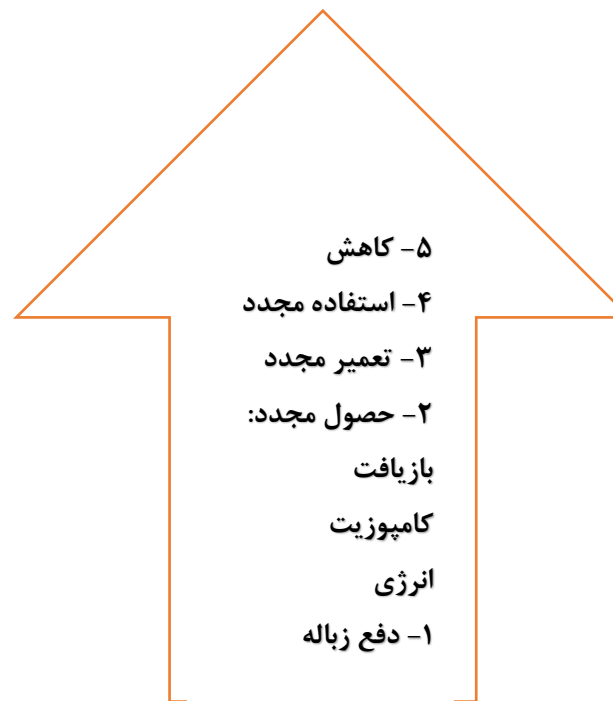 ۵- کاهش
۴- استفاده مجدد
۳- تعمیر مجدد
۲- حصول مجدد:
بازیافت
کامپوزیت
انرژی
۱- دفع زباله